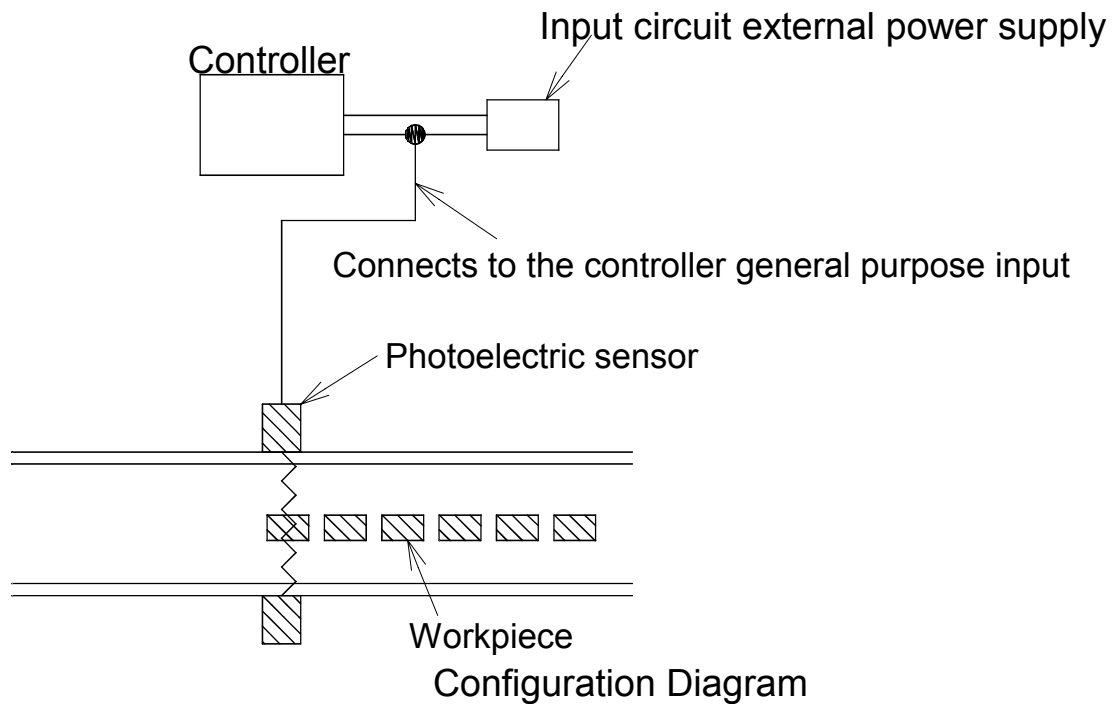 Input circuit external power supply
Controller
Connects to the controller general purpose input
Photoelectric sensor
Workpiece
Configuration Diagram